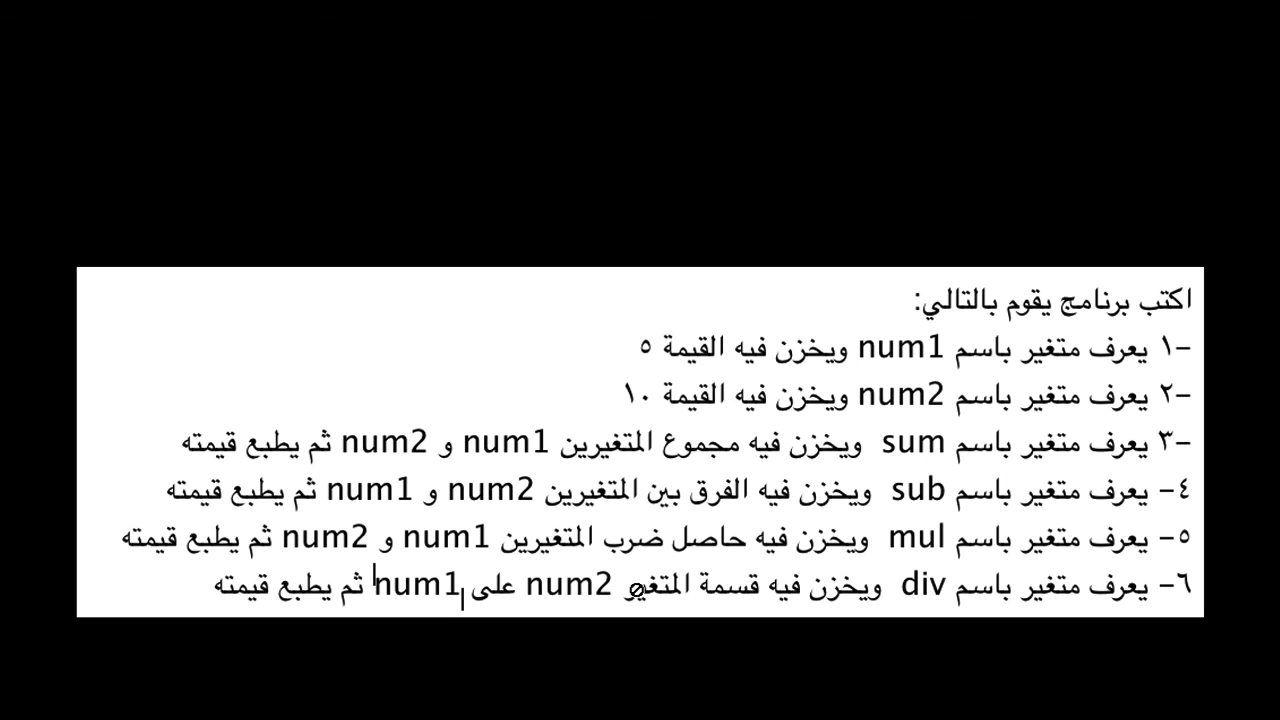 اكتب برنامج يقوم بالتالي:
١- يعرف متغير باسم num1 ويخزن فيه القيمة ٥
٢- يعرف متغير باسم num2 ويخزن فيه القيمة ١٠
٣- يعرف متغير باسم sum ويخزن فيه مجموع المتغيرين num1 و num2 ثم يطبع قيمته
٤- يعرف متغير باسم sub ويخزن فيه الفرق بين المتغيرين num2 و num1 ثم يطبع قيمته
٥- يعرف متغير باسم mul ويخزن فيه حاصل ضرب المتغيرين num1 و num2 ثم يطبع قيمته
٦- يعرف متغير باسم div ويخزن فيه قسمة المتغير num2 على num1 ثم يطبع قيمته